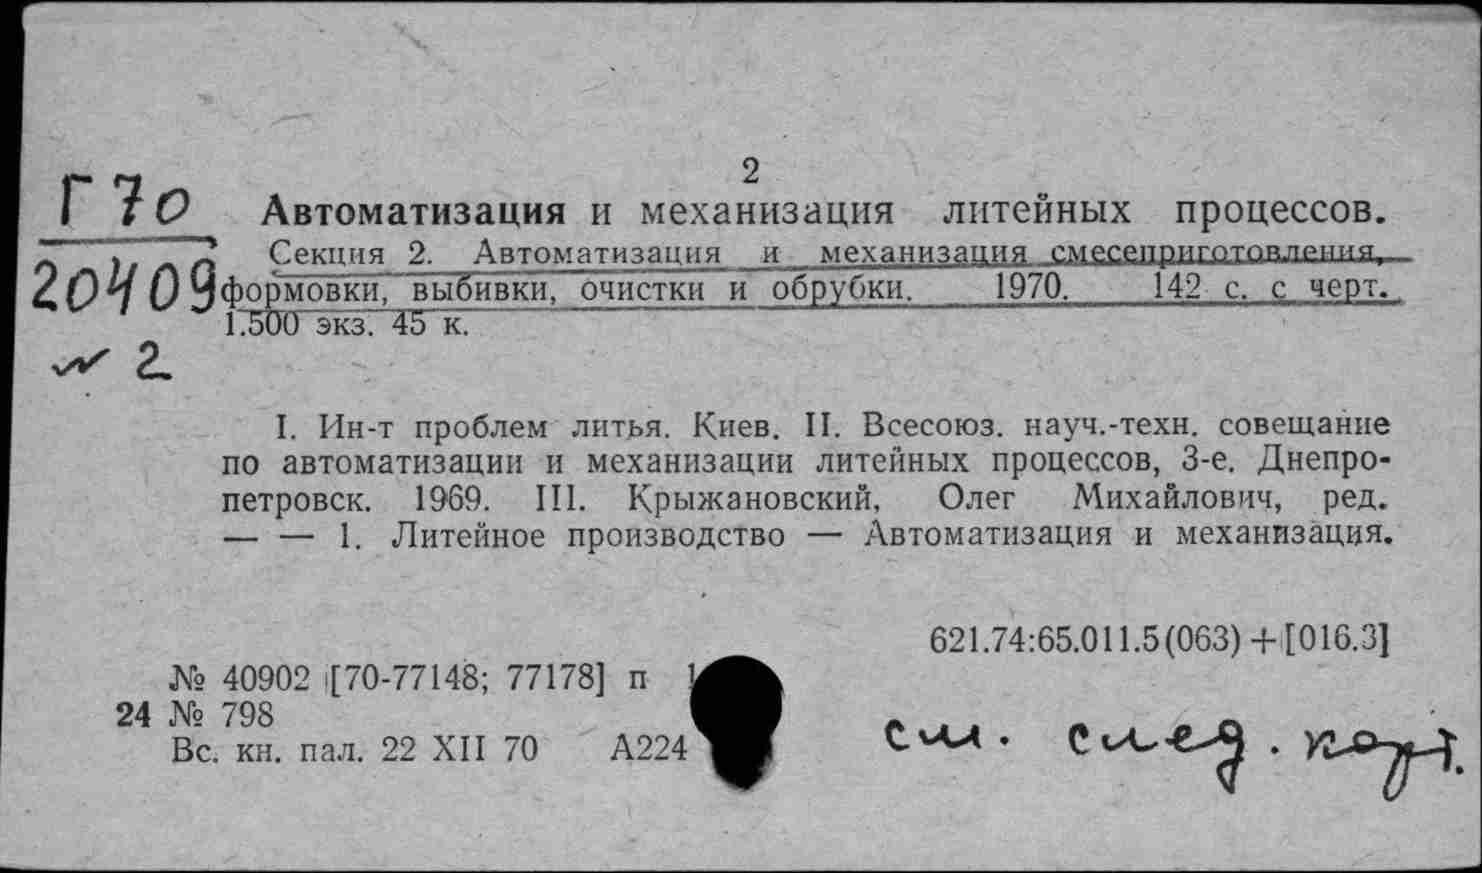 2
Г70
20409
Автоматизация и механизация литейных процессов.
Секция 2. Автоматизация и механизация смесеприготовления,
формовки, выбивки, очистки и обрубки. 1970. 142 с. с черт.
1.500 экз. 45 к.
№ 2
I. Ин-т проблем литья. Киев. II. Всесоюз. науч.-техн. совещание
по автоматизации и механизации литейных процессов, 3-е. Днепро-
петровск. 1969. III. Крыжановский, Олег Михайлович, ред.
— — 1. Литейное производство — Автоматизация и механизация.
621.74:65.011.5(063) + [016.3]
№ 40902 [70-77148; 77178] п
24 № 798
Вс. кн. пал. 22 XII 70 А224
см. след. карт.